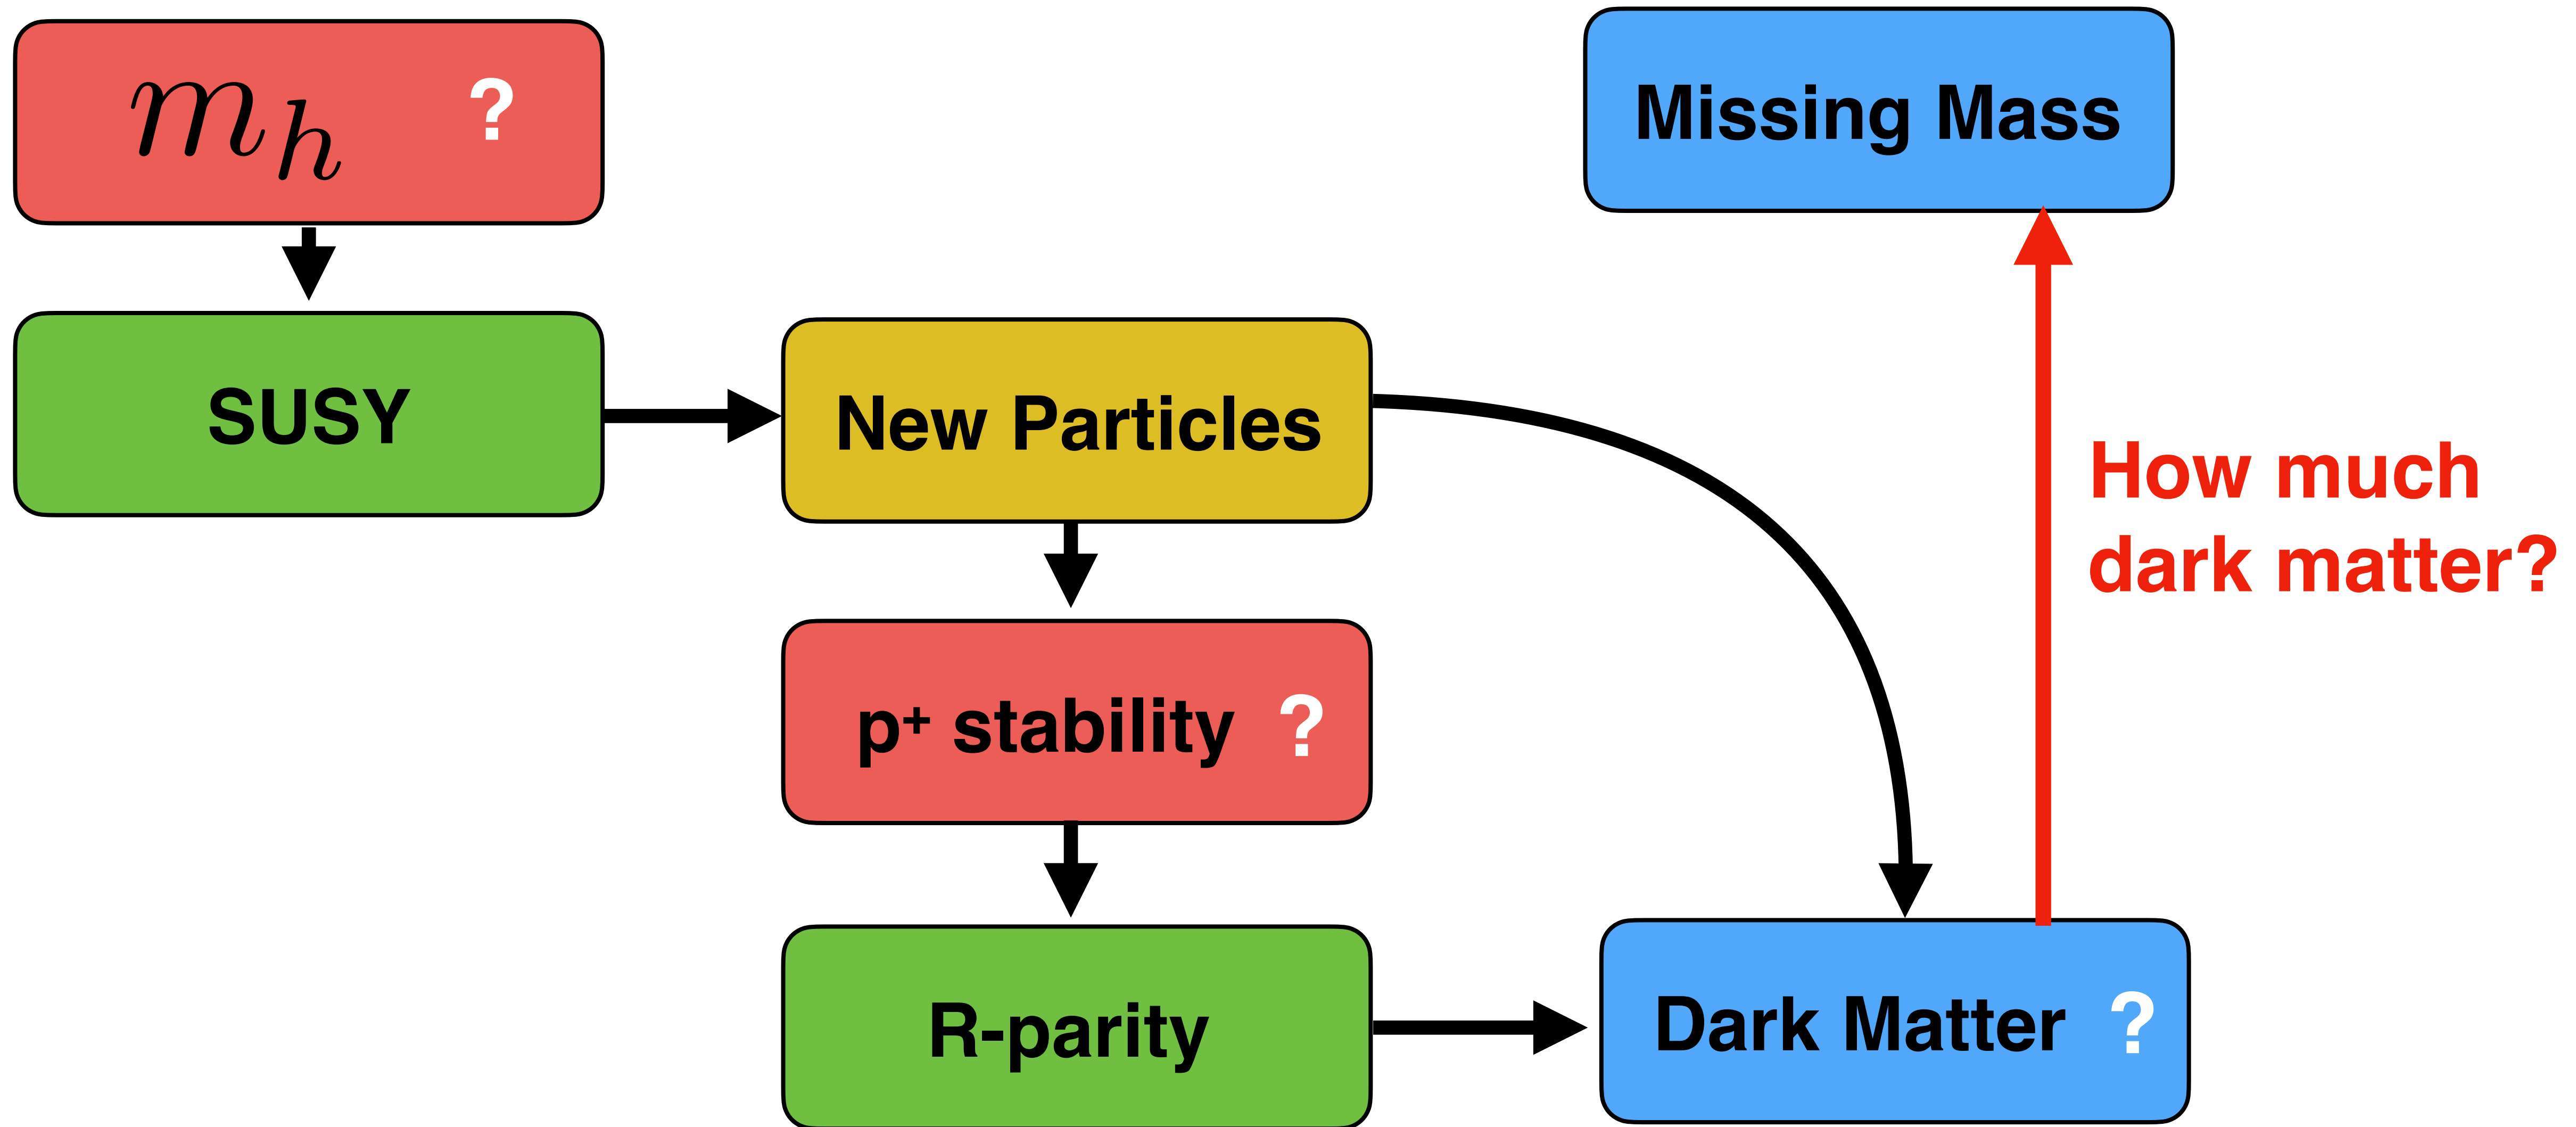 m_h ?
Missing Mass
SUSY
New Particles
How much
dark matter?
p⁺ stability ?
R-parity
Dark Matter ?